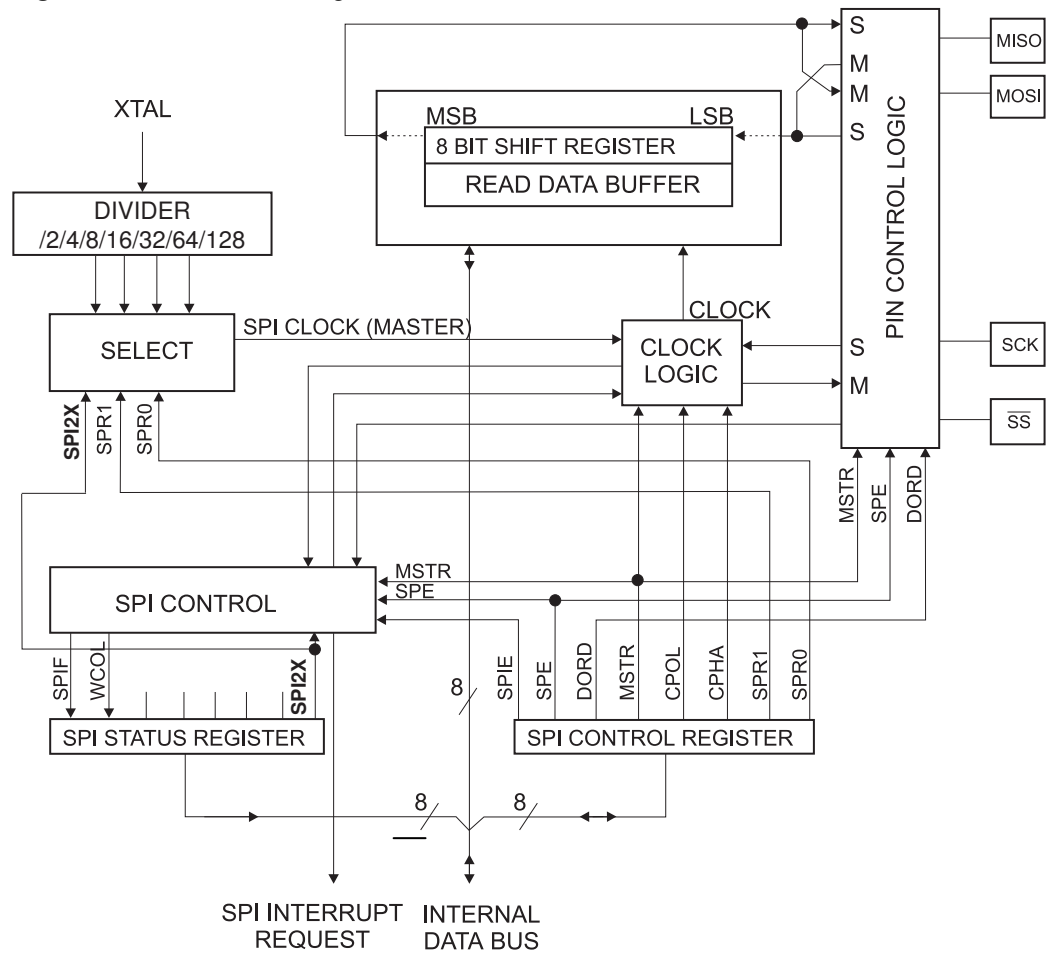 S
MISO
M
MOSI
M
S
MSB
LSB
8 BIT SHIFT REGISTER
READ DATA BUFFER
PIN CONTROL LOGIC
XTAL
DIVIDER
/2/4/8/16/32/64/128
SELECT
SPI CLOCK (MASTER)
CLOCK
CLOCK
LOGIC
S
M
SCK
SS
SPI2X
SPR1
SPR0
MSTR
SPE
DORD
SPI CONTROL
MSTR
SPE
SPIF
WCOL
SPI2X
SPI STATUS REGISTER
8
SPIE
SPE
DORD
MSTR
CPOL
CPHA
SPR1
SPR0
SPI CONTROL REGISTER
8
8
SPI INTERRUPT
REQUEST
INTERNAL
DATA BUS